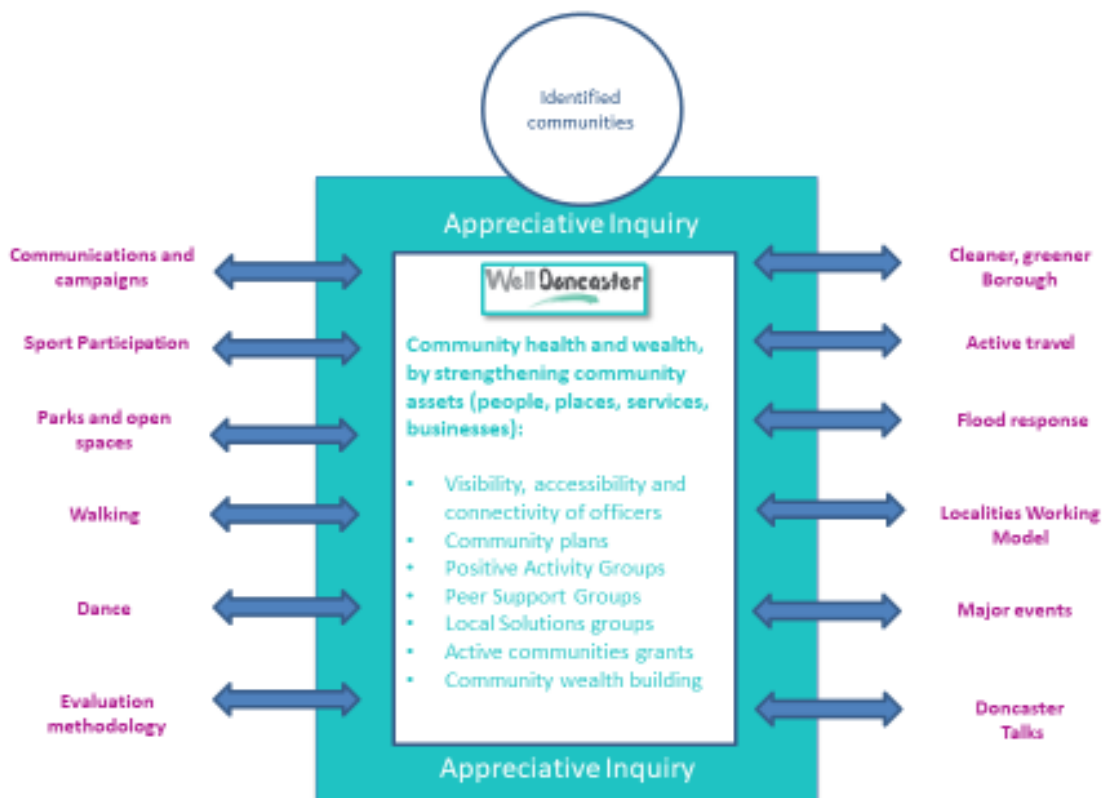 Identified
communities
Appreciative Inquiry
Communications and
campaigns
Sport Participation
Parks and open
spaces
Walking
Dance
Evaluation
methodology
Well Doncaster
Community health and wealth,
by strengthening community
assets (people, places, services,
businesses):
• Visibility, accessibility and
connectivity of officers
• Community plans
• Positive Activity Groups
• Peer Support Groups
• Local Solutions groups
• Active communities grants
• Community wealth building
Cleaner, greener
Borough
Active travel
Flood response
Localities Working
Model
Major events
Doncaster
Talks
Appreciative Inquiry